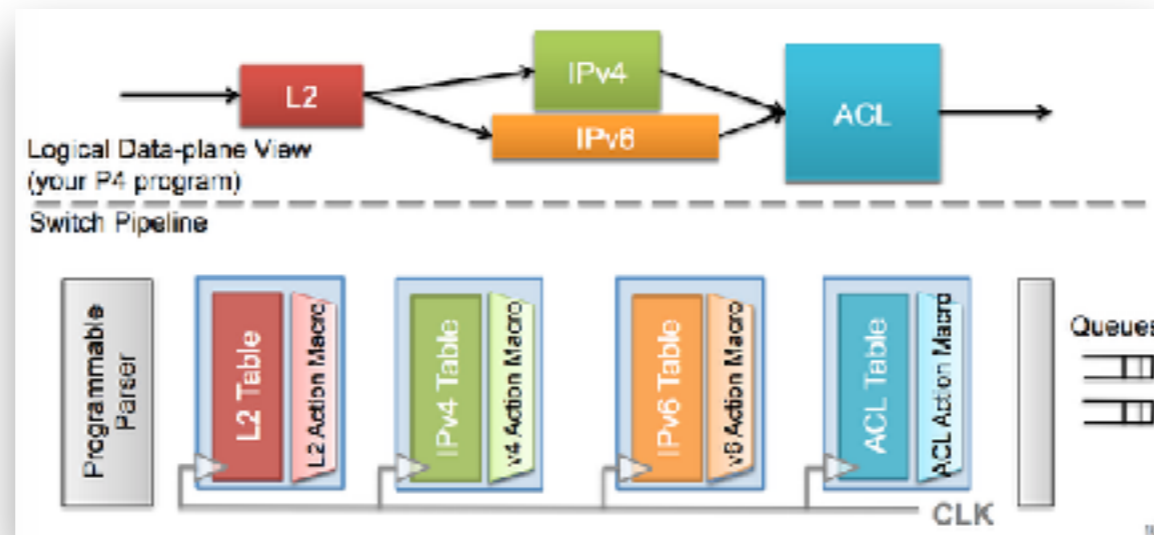 L2
IPv4
IPv6
ACL
Logical Data-plane View
(your P4 program)
Switch Pipeline
Programmable
Parser
L2 Table
L2 Action Macro
IPv4 Table
v4 Action Macro
IPv6 Table
v6 Action Macro
ACL Table
ACL Action Macro
Queues
CLK